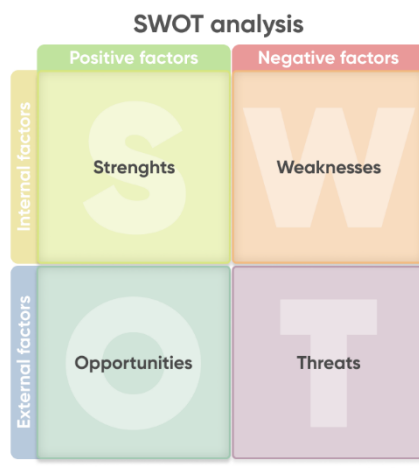 SWOT analysis
Positive factors
Negative factors
Internal factors
S
Strenghts
W
Weaknesses
External factors
O
Opportunities
T
Threats